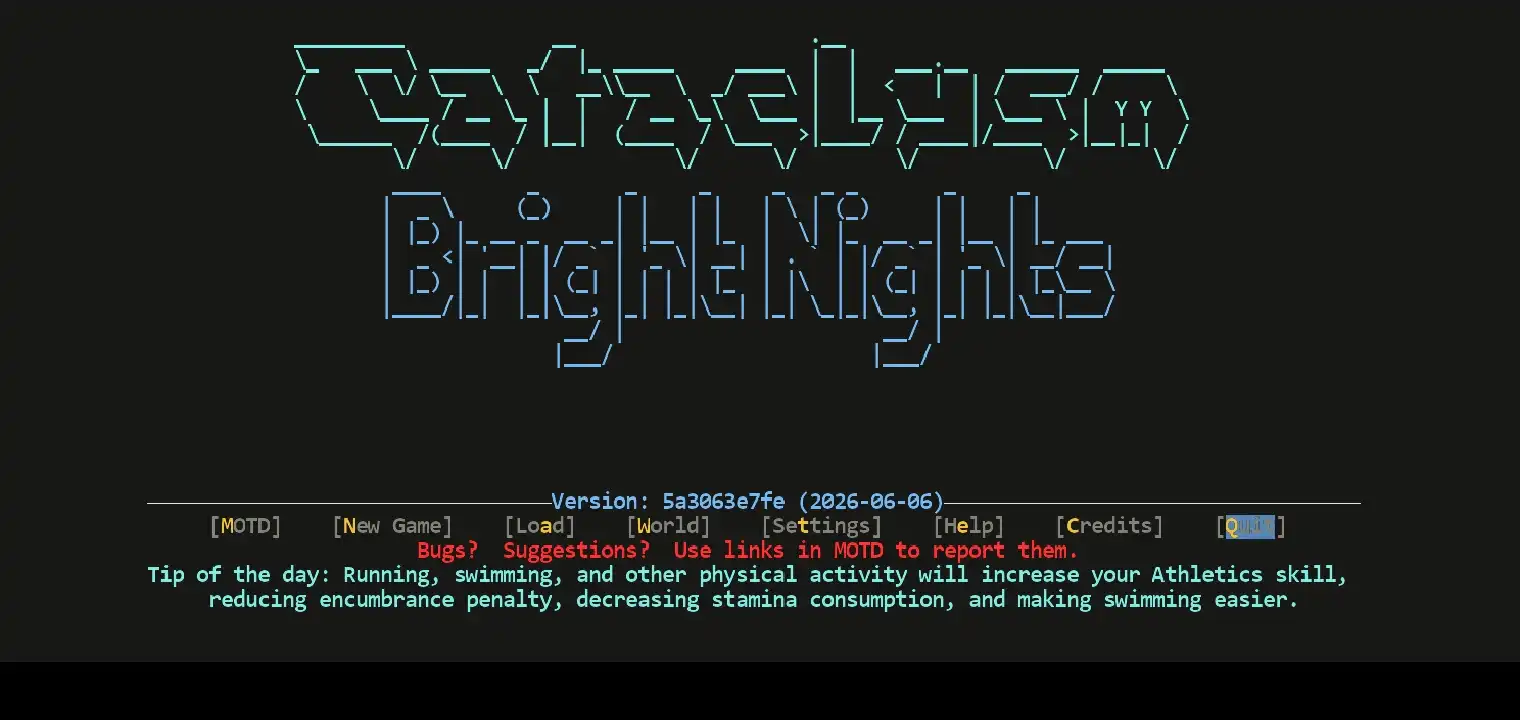 Cataclysm
Bright Nights
Version: 5a3063e7fe (2026-06-06)
[MOTD] [New Game] [Load] [World] [Settings] [Help] [Credits] [Quit]
Bugs? Suggestions? Use links in MOTD to report them.
Tip of the day: Running, swimming, and other physical activity will increase your Athletics skill,
reducing encumbrance penalty, decreasing stamina consumption, and making swimming easier.